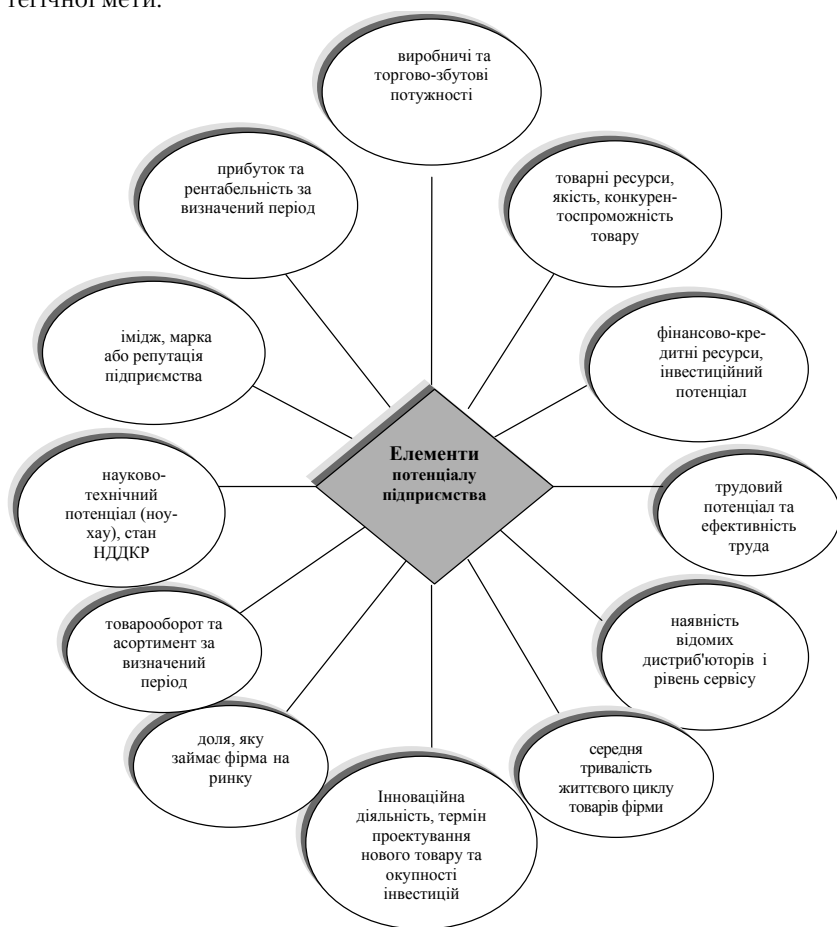 тегічної мети.
виробничі та
торгово-збутові
потужності
прибуток та
рентабельність за
визначений період
товарні ресурси,
якість, конкурен-
тоспроможність
товару
імідж, марка
або репутація
підприємства
фінансово-кре-
дитні ресурси,
інвестиційний
потенціал
Елементи
потенціалу
підприємства
науково-
технічний
потенціал (ноу-
хау), стан
НДДКР
трудовий
потенціал та
ефективність
труда
товарооборот та
асортимент за
визначений
період
наявність
відомих
дистриб'юторів і
рівень сервісу
доля, яку
займає фірма на
ринку
середня
тривалість
життєвого циклу
товарів фірми
Інноваційна
діяльність, термін
проектування
нового товару та
окупності
інвестицій